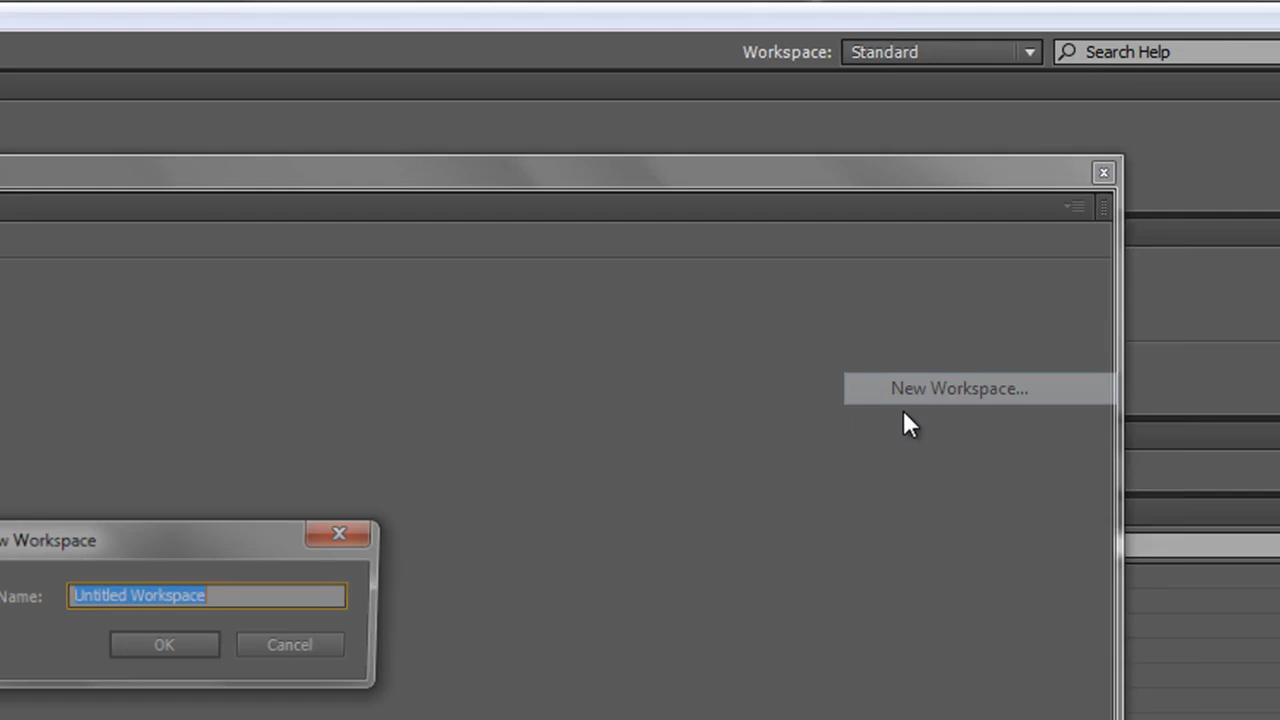 Workspace: Standard Search Help
New Workspace...
w Workspace
Name: Untitled Workspace
OK Cancel